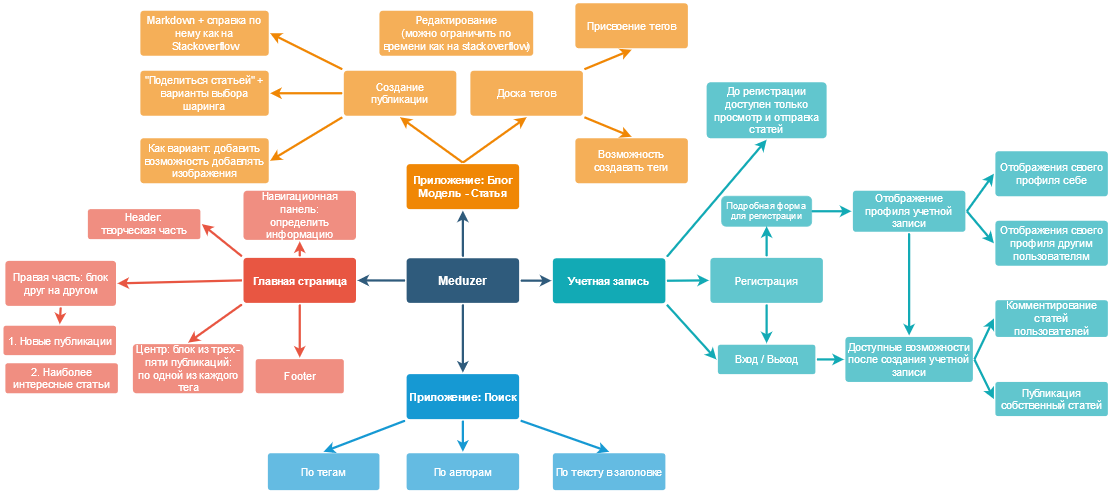 Markdown + справка по
нему как на
Stackoverflow
Редактирование
(можно ограничить по
времени как на stackoverflow)
Присвоение тегов
"Поделиться статьей" +
варианты выбора
шаринга
Создание
публикации
Доска тегов
До регистрации
доступен только
просмотр и отправка
статей
Как вариант: добавить
возможность добавлять
изображения
Возможность
создавать теги
Приложение: Блог
Модель - Статья
Отображения своего
профиля себе
Header:
творческая часть
Навигационная
панель:
определить
информацию
Подробная форма
для регистрации
Отображение
профиля учетной
записи
Отображения своего
профиля другим
пользователям
Правая часть: блок
друг на другом
Главная страница
Meduzer
Учетная запись
Регистрация
1. Новые публикации
Комментирование
статей
пользователей
2. Наиболее
интересные статьи
Центр: блок из трех -
пяти публикаций:
по одной из каждого
тега
Footer
Вход / Выход
Доступные возможности
после создания учетной
записи
Приложение: Поиск
Публикация
собственный статей
По тегам
По авторам
По тексту в заголовке